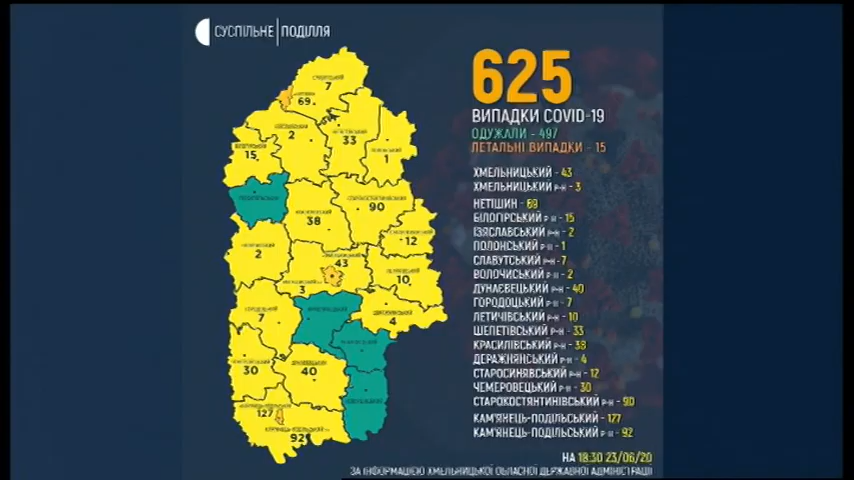 СУСПІЛЬНЕ ПОДІЛЛЯ
625
ВИПАДКИ COVID-19
ОДУЖАЛИ - 497
ЛЕТАЛЬНІ ВИПАДКИ - 15
ХМЕЛЬНИЦЬКИЙ - 43
ХМЕЛЬНИЦЬКИЙ Р-Н - 3
НЕТІШИН - 69
БІЛОГІРСЬКИЙ Р-Н - 15
ІЗЯСЛАВСЬКИЙ Р-Н - 2
ПОЛОНСЬКИЙ Р-Н - 1
СЛАВУТСЬКИЙ Р-Н - 7
ВОЛОЧИСЬКИЙ Р-Н - 2
ДУНАЄВЕЦЬКИЙ Р-Н - 40
ГОРОДОЦЬКИЙ Р-Н - 7
ЛЕТИЧІВСЬКИЙ Р-Н - 10
ШЕПЕТІВСЬКИЙ Р-Н - 33
КРАСИЛІВСЬКИЙ Р-Н - 38
ДЕРАЖНЯНСЬКИЙ Р-Н - 4
СТАРОСИНЯВСЬКИЙ Р-Н - 12
ЧЕМЕРОВЕЦЬКИЙ Р-Н - 30
СТАРОКОСТЯНТИНІВСЬКИЙ Р-Н - 90
КАМ'ЯНЕЦЬ-ПОДІЛЬСЬКИЙ - 127
КАМ'ЯНЕЦЬ-ПОДІЛЬСЬКИЙ Р-Н - 92
НА 18:30 23/06/20
ЗА ІНФОРМАЦІЄЮ ХМЕЛЬНИЦЬКОЇ ОБЛАСНОЇ ДЕРЖАВНОЇ АДМІНІСТРАЦІЇ
7
69
2
33
15
1
38
90
12
2
43
3
10
7
4
30
40
127
92